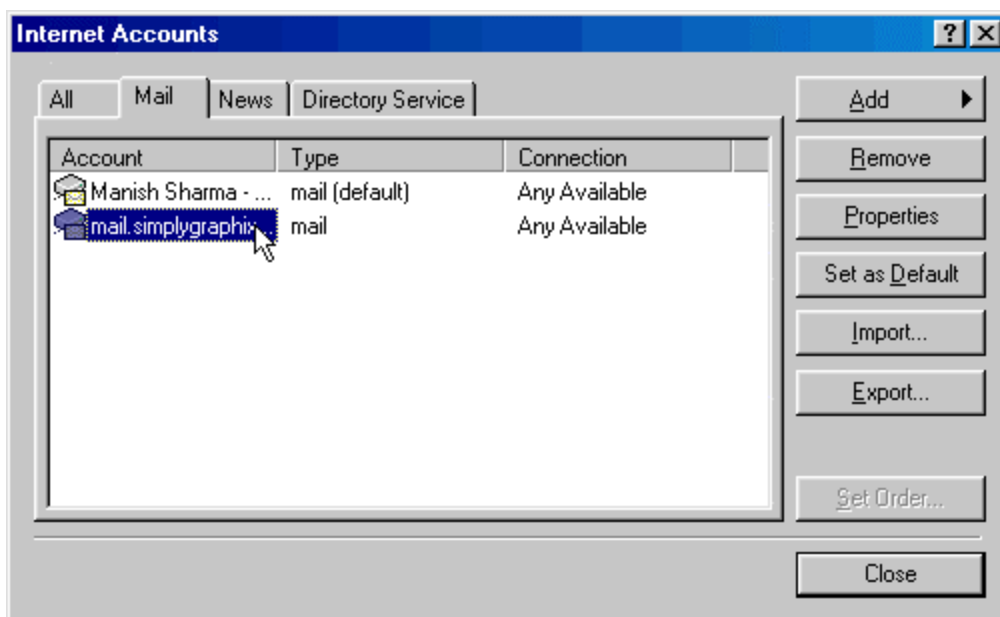 Internet Accounts
All Mail News Directory Service
Account Type Connection
Manish Sharma - ... mail (default) Any Available
mail.simplygraphix... mail Any Available
Add
Remove
Properties
Set as Default
Import...
Export...
Set Order...
Close